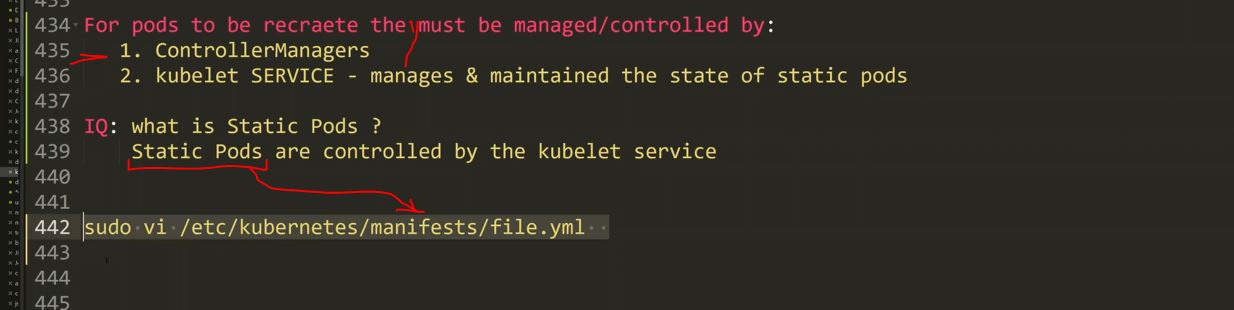 434 For pods to be recraete the must be managed/controlled by:
435 1. ControllerManagers
436 2. kubelet SERVICE - manages & maintained the state of static pods
437
438 IQ: what is Static Pods ?
439 Static Pods are controlled by the kubelet service
440
441
442 sudo vi /etc/kubernetes/manifests/file.yml
443
444
445